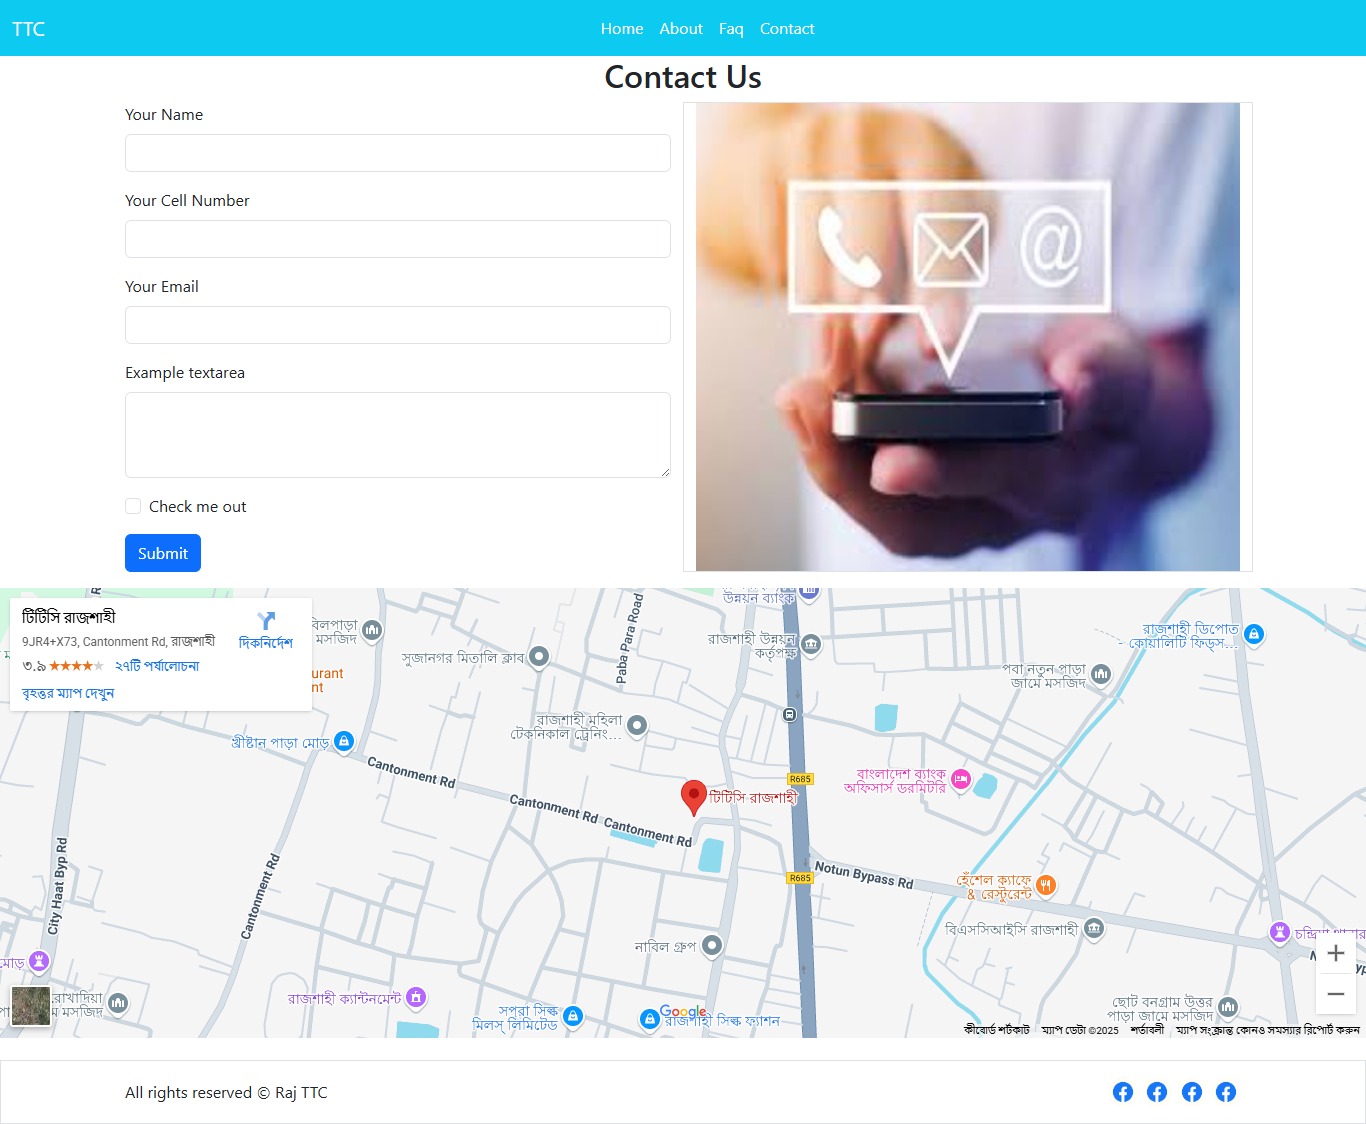 TTC
Home About Faq Contact
Contact Us
Your Name
Your Cell Number
Your Email
Example textarea
Check me out
Submit
@
টিটিসি রাজশাহী
9JR4+X73, Cantonment Rd, রাজশাহী
৩.৯
২৭টি পর্যালোচনা
বৃহত্তর ম্যাপ দেখুন
দিকনির্দেশ
বিলপাড়া
মসজিদ
সুজানগর মিতালি ক্লাব
Paba Para Road
উন্নয়ন ব্যাংক
রাজশাহী উন্নয়ন
কর্তৃপক্ষ
রাজশাহী ডিপোত
- কোয়ালিটি ফিড্স...
পবা নতুন পাড়া
জামে মসজিদ
রাজশাহী মহিলা
টেকনিকাল ট্রেনিং...
খ্রীষ্টান পাড়া মোড়
Cantonment Rd
Cantonment Rd
Cantonment Rd
টিটিসি রাজশাহী
R685
বাংলাদেশ ব্যাংক
অফিসার্স ডরমিটরি
R685
Notun Bypass Rd
হেঁশেল ক্যাফে
& রেস্টুরেন্ট
City Haat Byp Rd
Cantonment Rd
বিএসসিআইসি রাজশাহী
নাবিল গ্রুপ
মোড়
রাজশাহী ক্যান্টনমেন্ট
সপুরা সিল্ক
মিলস্ লিমিটেড
Google
রাজশাহী সিল্ক ফ্যাশন
ছোট বনগ্রাম উত্তর
পাড়া জামে মসজিদ
কীবোর্ড শর্টকাট ম্যাপ ডেটা ©2025 শর্তাবলী ম্যাপ সংক্রান্ত কোনও সমস্যার রিপোর্ট করুন
All rights reserved © Raj TTC